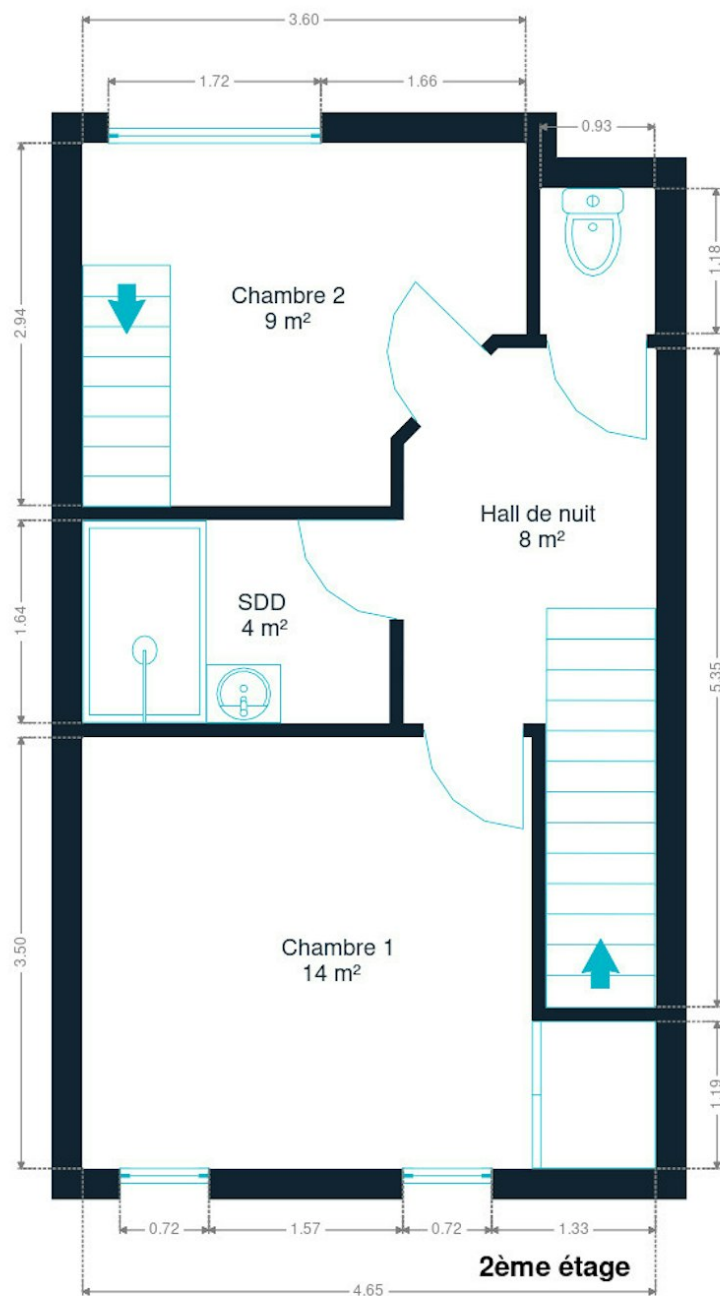 3.60
1.72
1.66
0.93
1.18
2.94
Chambre 2
9 m²
Hall de nuit
8 m²
SDD
4 m²
1.64
5.35
Chambre 1
14 m²
3.50
1.19
0.72
1.57
0.72
1.33
2ème étage
4.65